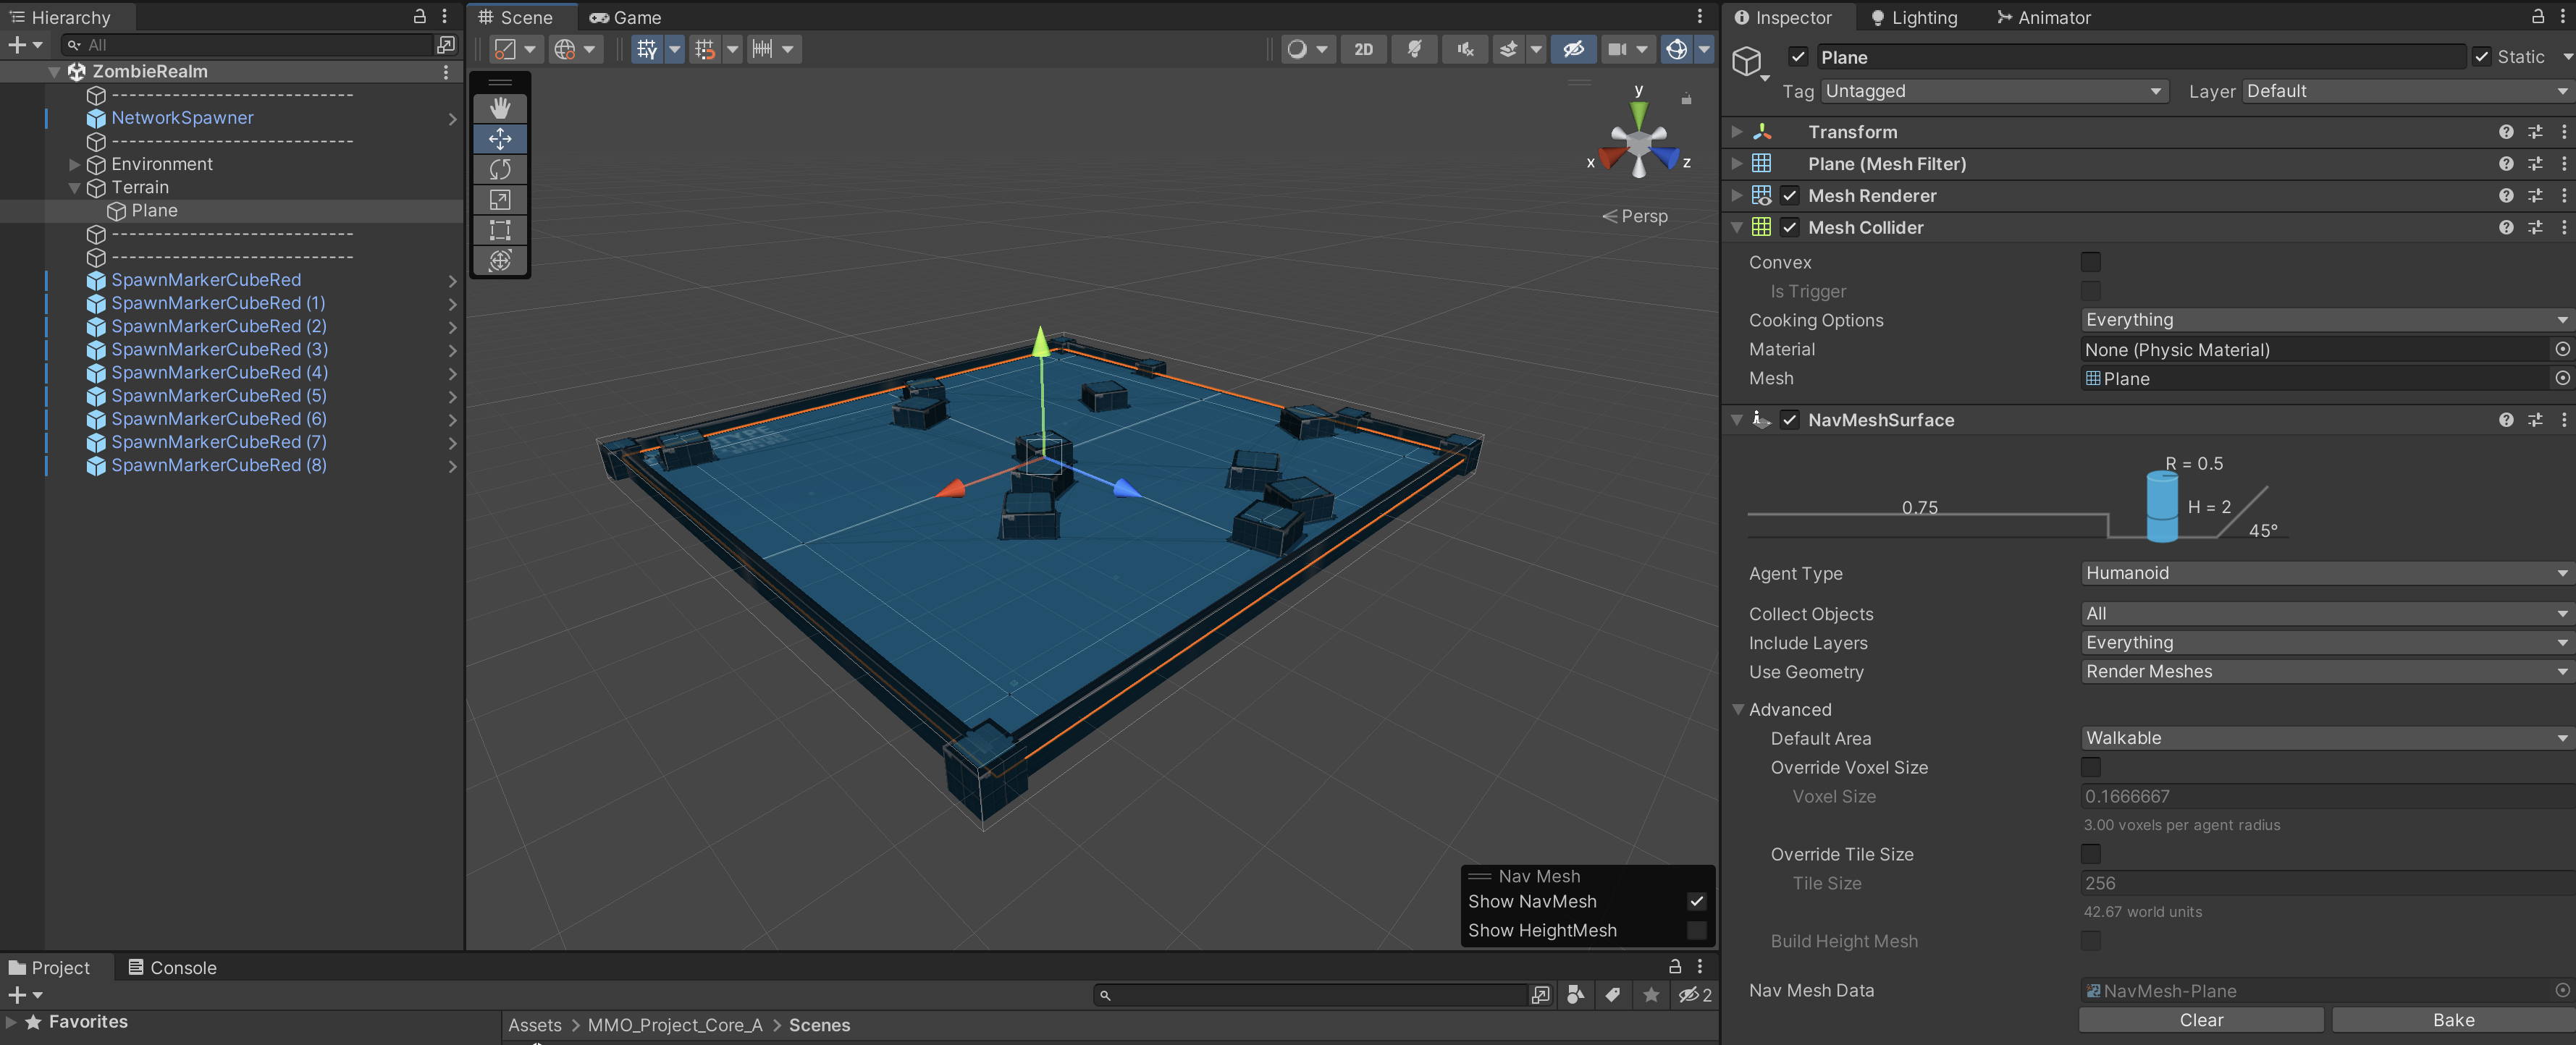 Hierarchy
All
ZombieRealm
----------------------------
NetworkSpawner
----------------------------
Environment
Terrain
Plane
----------------------------
----------------------------
SpawnMarkerCubeRed
SpawnMarkerCubeRed (1)
SpawnMarkerCubeRed (2)
SpawnMarkerCubeRed (3)
SpawnMarkerCubeRed (4)
SpawnMarkerCubeRed (5)
SpawnMarkerCubeRed (6)
SpawnMarkerCubeRed (7)
SpawnMarkerCubeRed (8)
Scene
Game
2D
y
x
z
Persp
Nav Mesh
Show NavMesh
Show HeightMesh
Project
Console
2
Favorites
Assets > MMO_Project_Core_A > Scenes
Inspector
Lighting
Animator
Plane
Static
Tag Untagged
Layer Default
Transform
Plane (Mesh Filter)
Mesh Renderer
Mesh Collider
Convex
Is Trigger
Cooking Options Everything
Material None (Physic Material)
Mesh Plane
NavMeshSurface
R = 0.5
0.75
H = 2
45°
Agent Type Humanoid
Collect Objects All
Include Layers Everything
Use Geometry Render Meshes
Advanced
Default Area Walkable
Override Voxel Size
Voxel Size 0.1666667
3.00 voxels per agent radius
Override Tile Size
Tile Size 256
42.67 world units
Build Height Mesh
Nav Mesh Data NavMesh-Plane
Clear
Bake